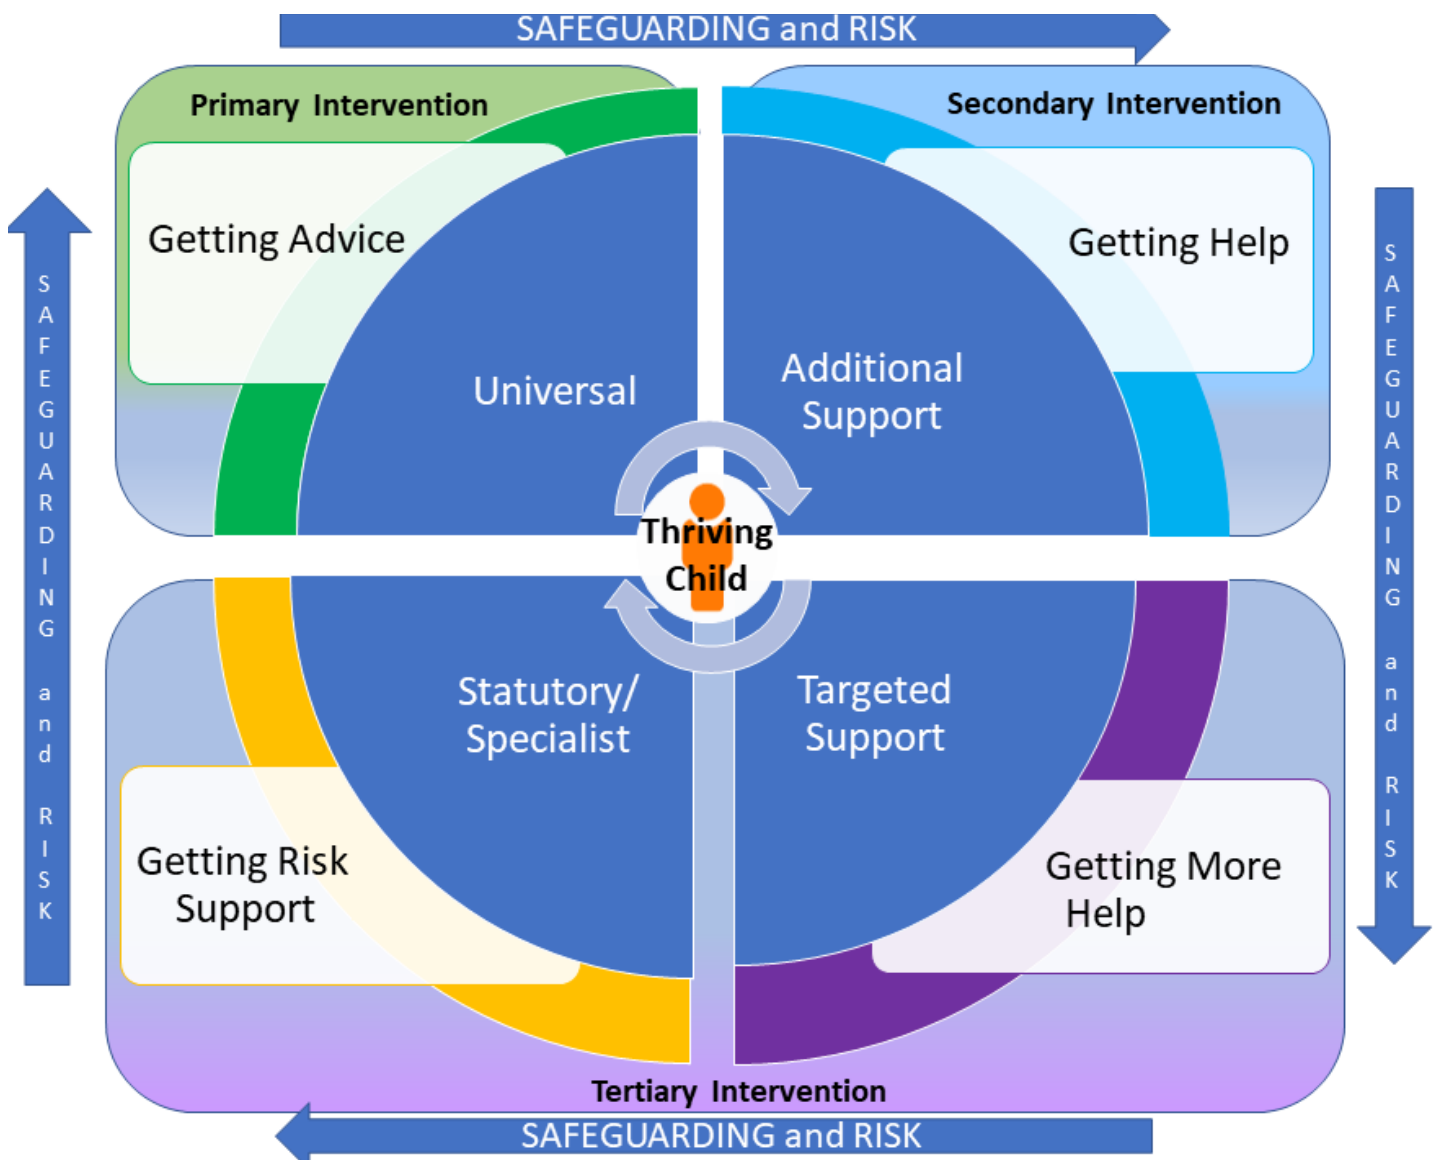 SAFEGUARDING and RISK
Primary Intervention
Secondary Intervention
Getting Advice
Getting Help
SAFEGUARDING and RISK
SAFEGUARDING and RISK
Universal
Additional
Support
Thriving
Child
Statutory/
Specialist
Targeted
Support
Getting Risk
Support
Getting More
Help
Tertiary Intervention
SAFEGUARDING and RISK